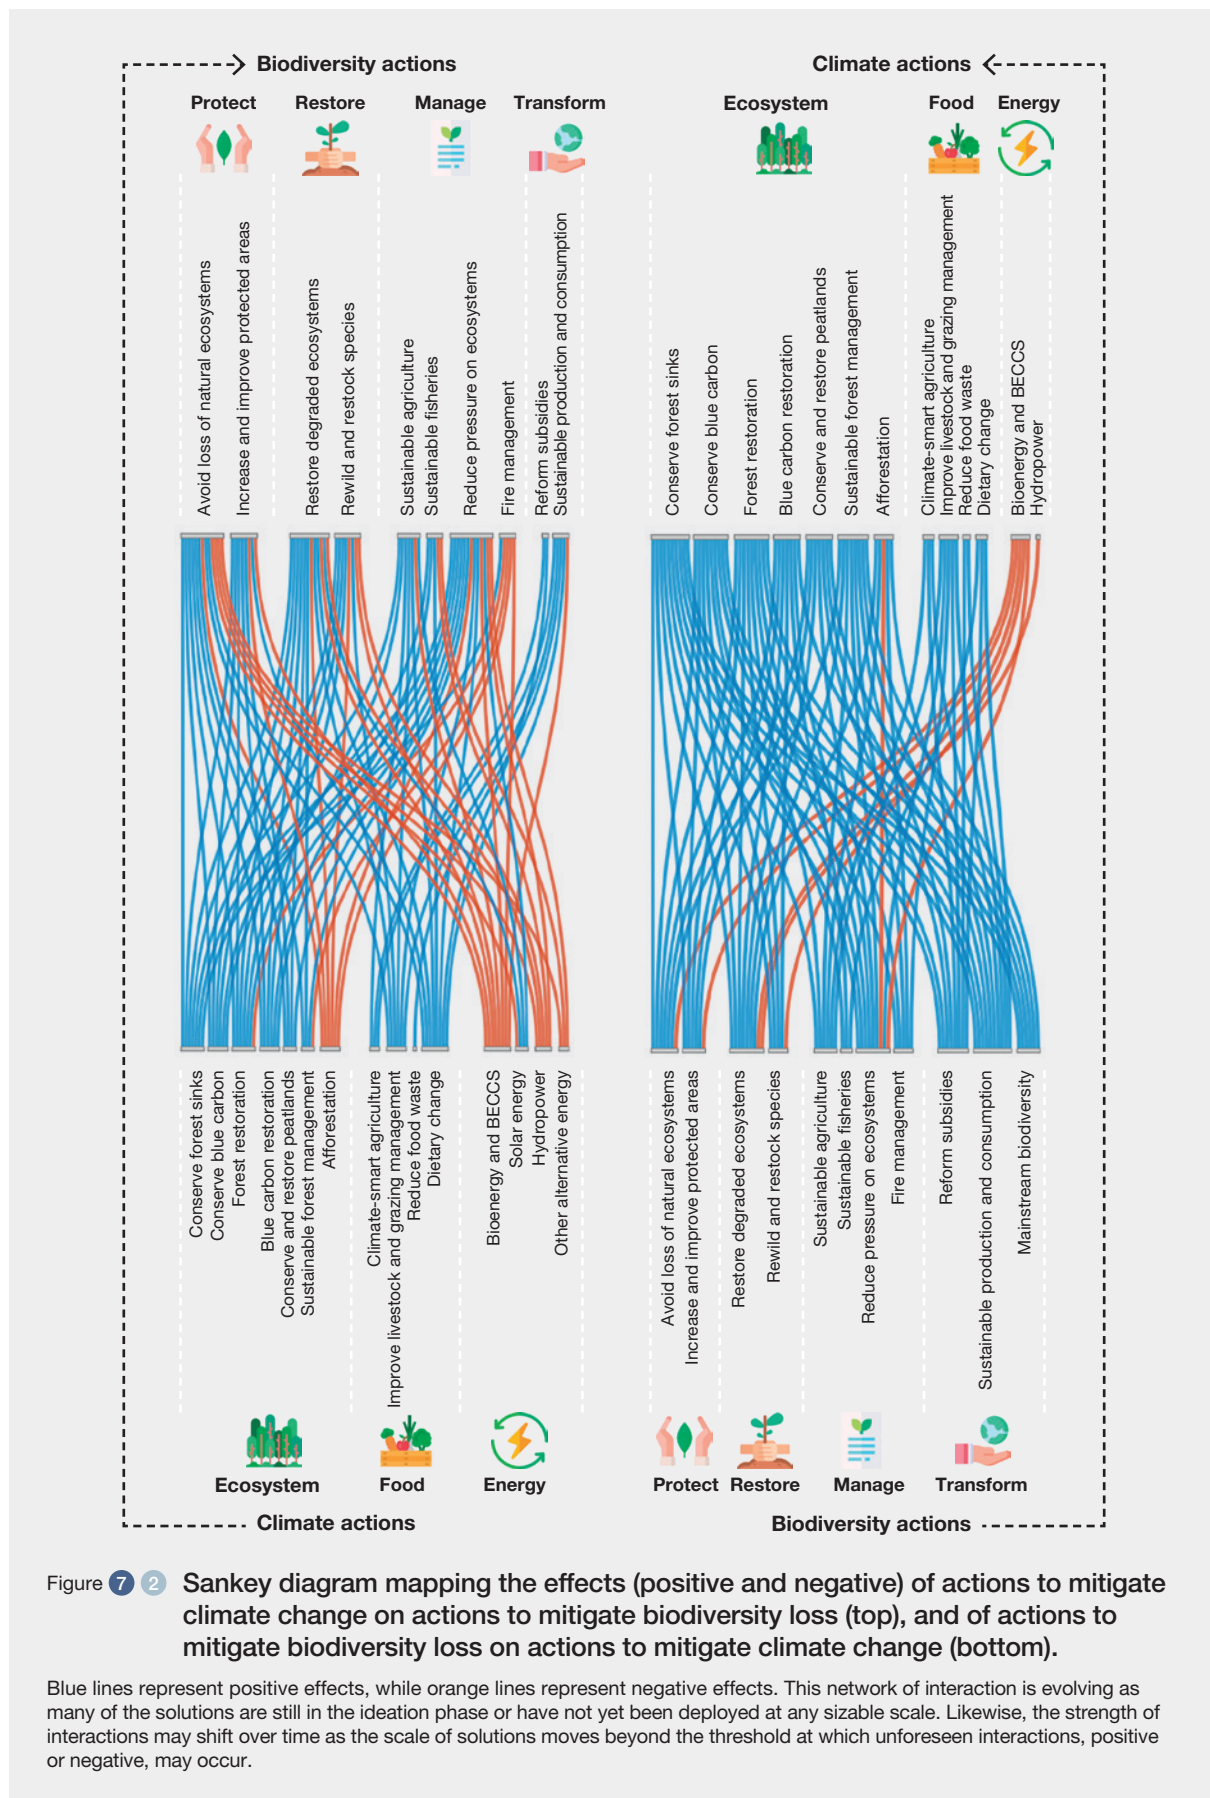 Biodiversity actions
Protect
Restore
Manage
Transform
Avoid loss of natural ecosystems
Increase and improve protected areas
Restore degraded ecosystems
Rewild and restock species
Sustainable agriculture
Sustainable fisheries
Reduce pressure on ecosystems
Fire management
Reform subsidies
Sustainable production and consumption
Conserve forest sinks
Conserve blue carbon
Forest restoration
Blue carbon restoration
Conserve and restore peatlands
Sustainable forest management
Afforestation
Climate-smart agriculture
Improve livestock and grazing management
Reduce food waste
Dietary change
Bioenergy and BECCS
Solar energy
Hydropower
Other alternative energy
Ecosystem
Food
Energy
Climate actions
Climate actions
Ecosystem
Food
Energy
Conserve forest sinks
Conserve blue carbon
Forest restoration
Blue carbon restoration
Conserve and restore peatlands
Sustainable forest management
Afforestation
Climate-smart agriculture
Improve livestock and grazing management
Reduce food waste
Dietary change
Bioenergy and BECCS
Hydropower
Avoid loss of natural ecosystems
Increase and improve protected areas
Restore degraded ecosystems
Rewild and restock species
Sustainable agriculture
Sustainable fisheries
Reduce pressure on ecosystems
Fire management
Reform subsidies
Sustainable production and consumption
Mainstream biodiversity
Protect
Restore
Manage
Transform
Biodiversity actions
Figure 7 2 Sankey diagram mapping the effects (positive and negative) of actions to mitigate
climate change on actions to mitigate biodiversity loss (top), and of actions to
mitigate biodiversity loss on actions to mitigate climate change (bottom).
Blue lines represent positive effects, while orange lines represent negative effects. This network of interaction is evolving as
many of the solutions are still in the ideation phase or have not yet been deployed at any sizable scale. Likewise, the strength of
interctions may shift over time as the scale of solutions moves beyond the threshold at which unforeseen interactions, positive
or negative, may occur.